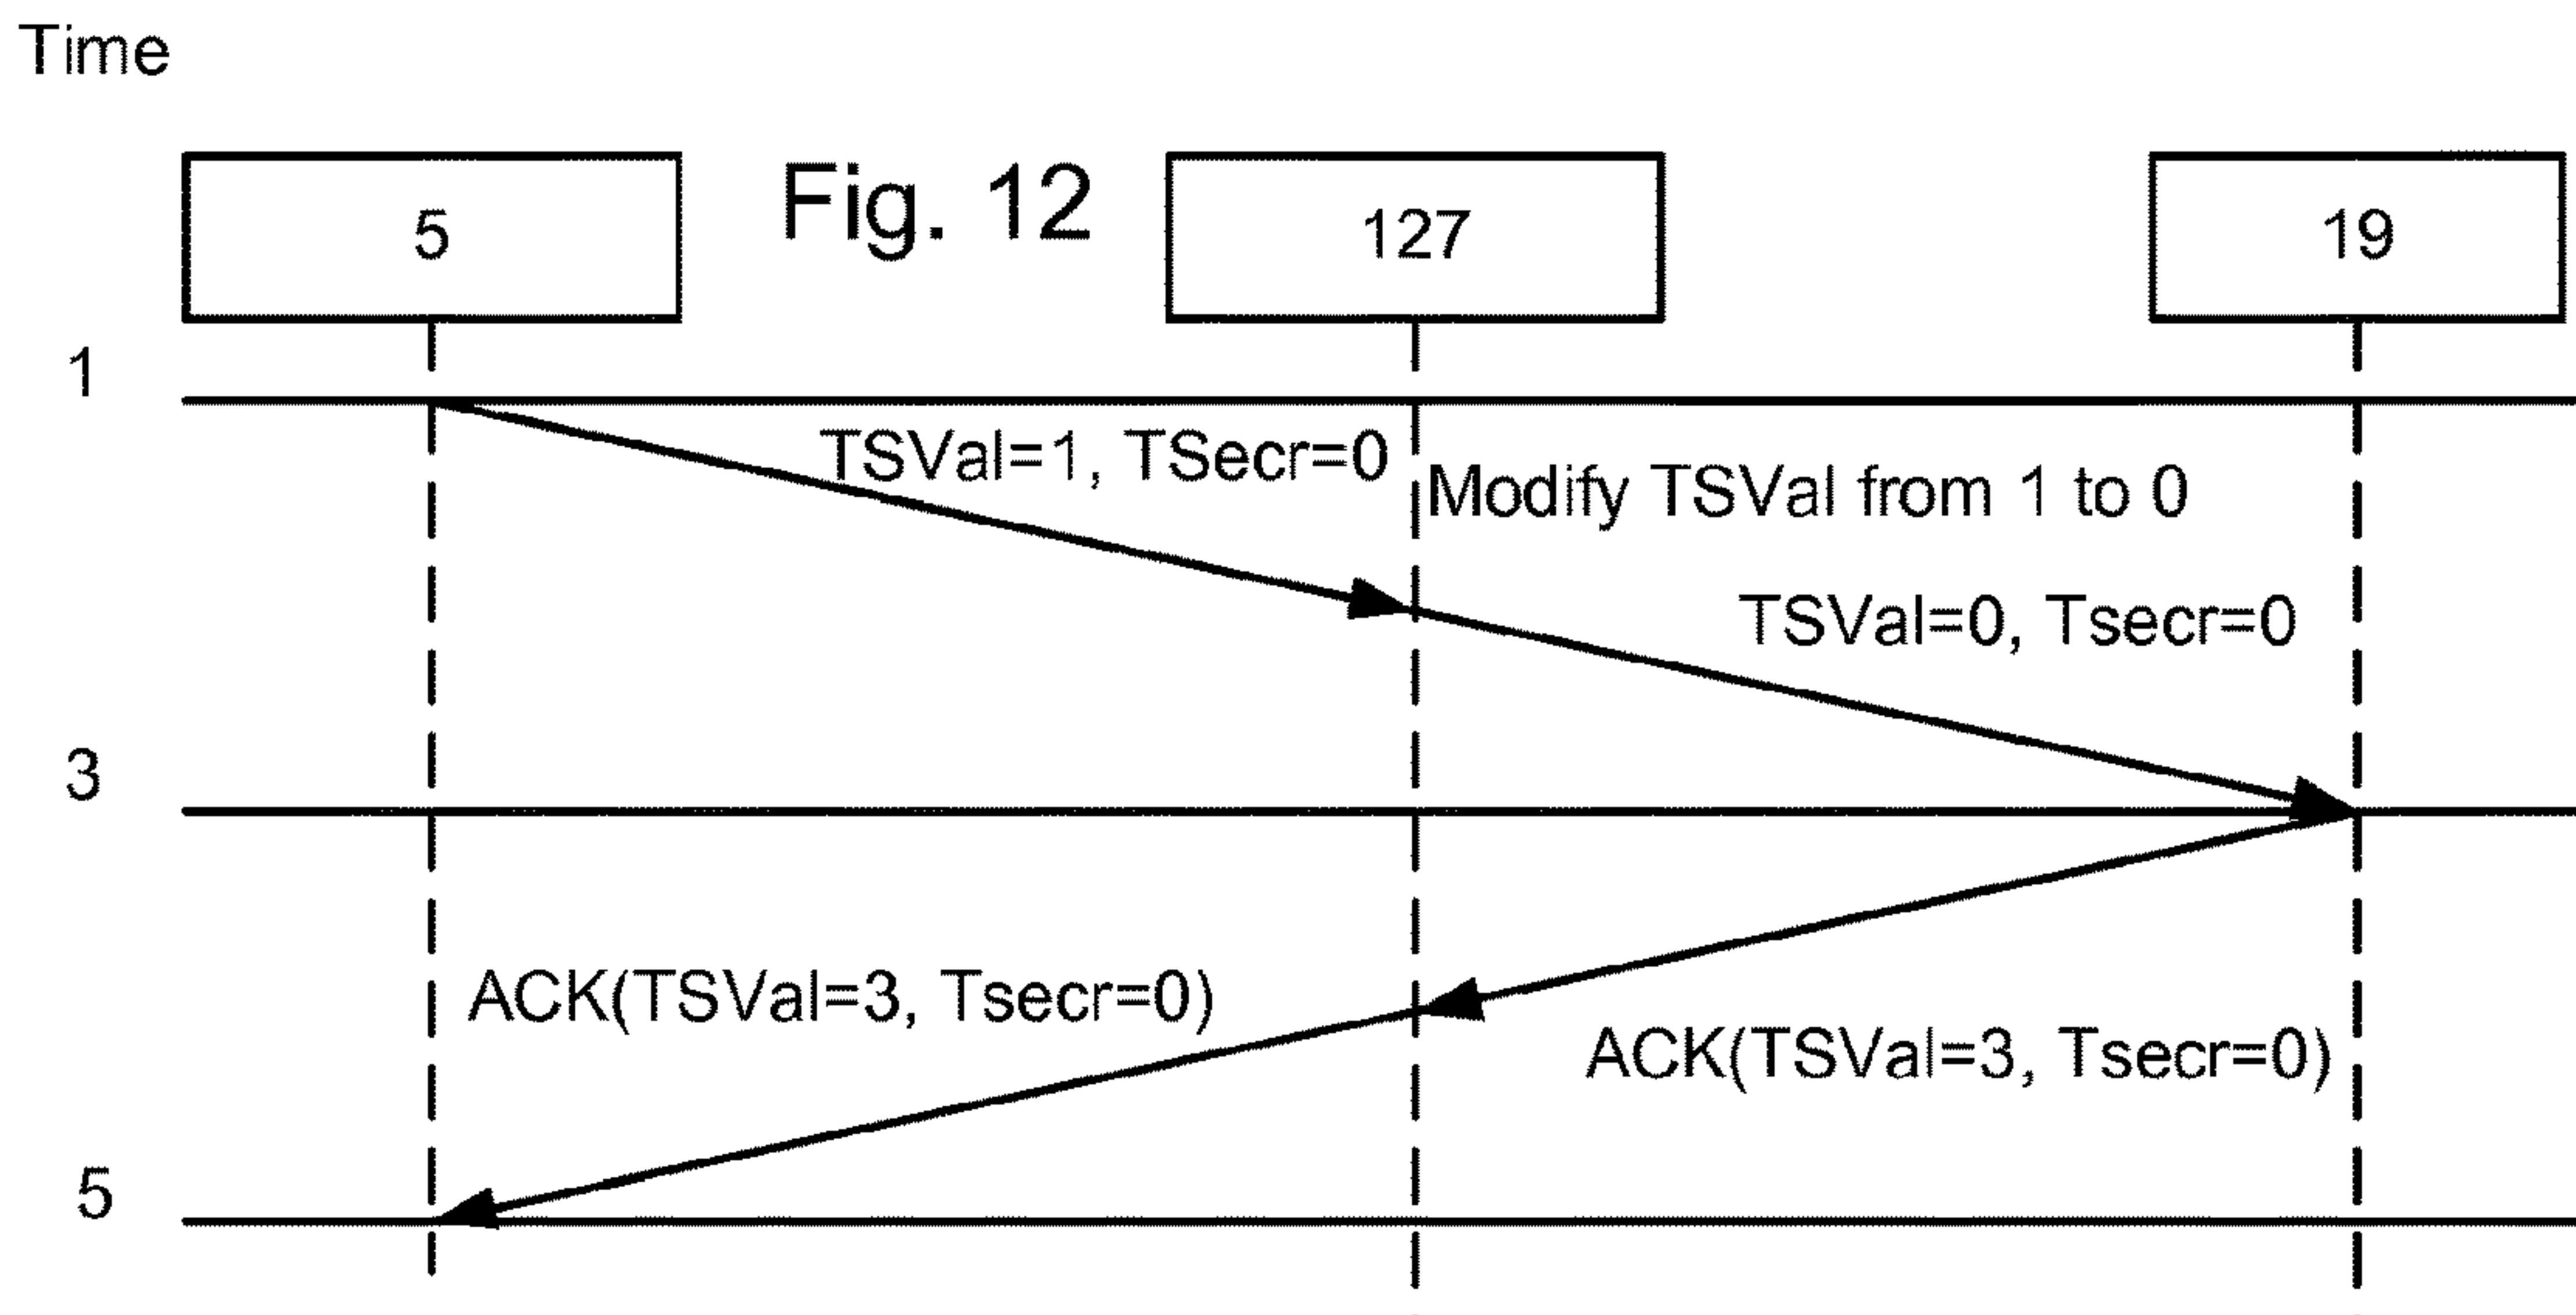 Time
5
Fig. 12
127
19
1
TSVal=1, TSecr=0
Modify TSVal from 1 to 0
TSVal=0, Tsecr=0
3
ACK(TSVal=3, Tsecr=0)
ACK(TSVal=3, Tsecr=0)
5